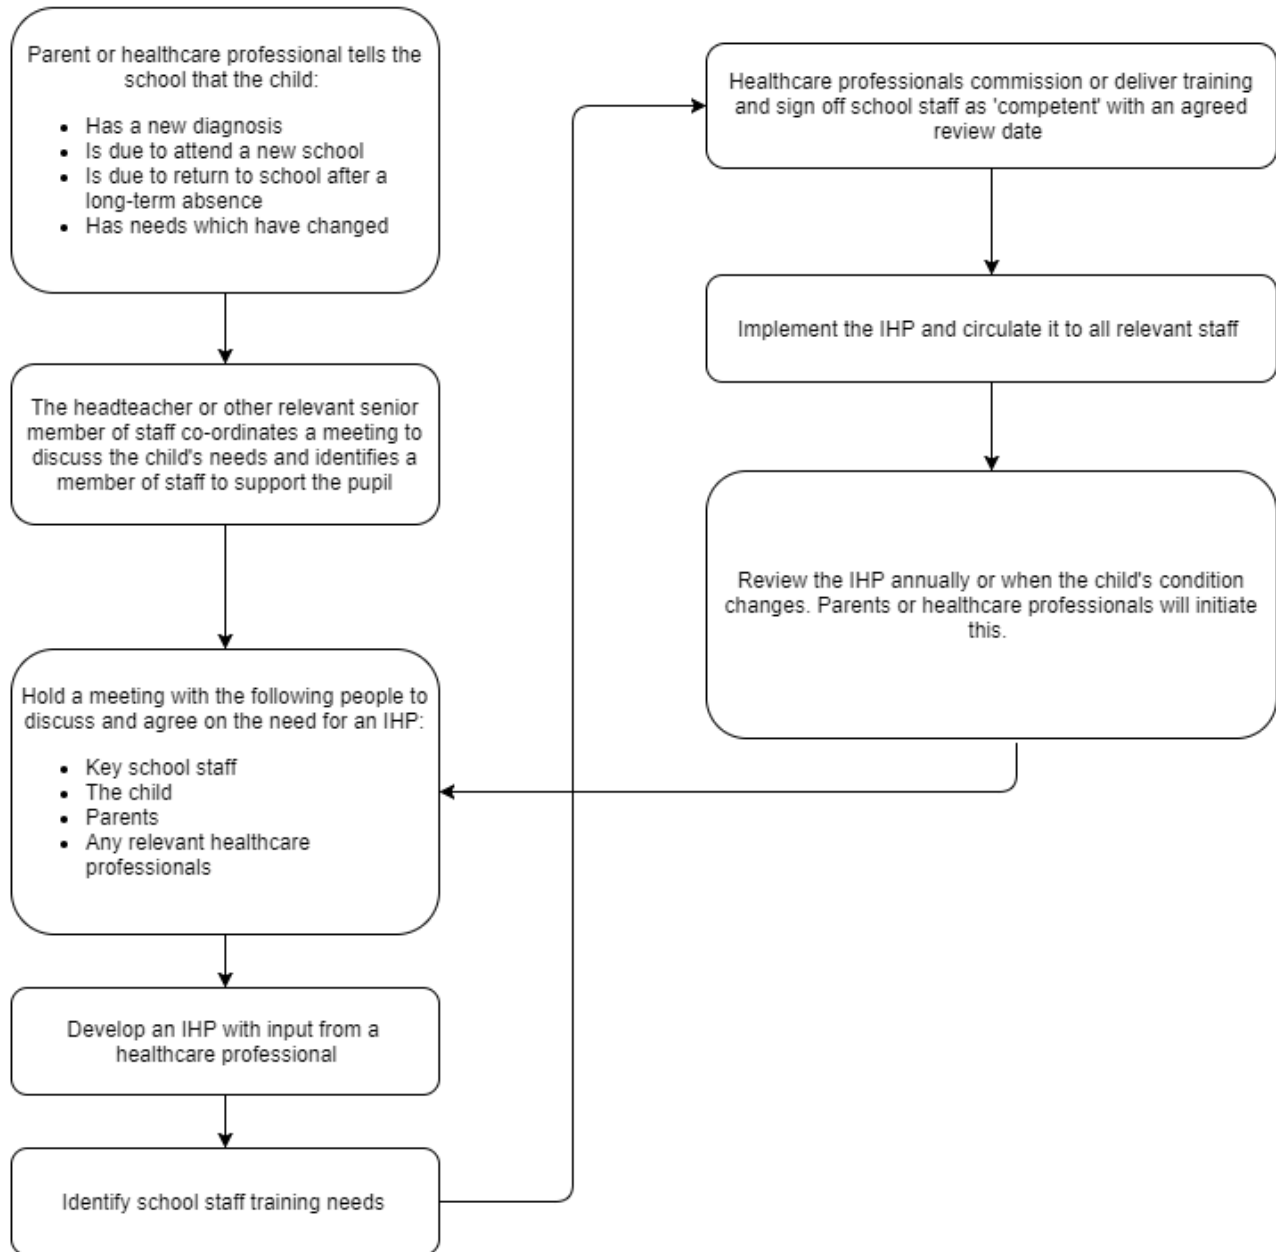 Parent or healthcare professional tells the
school that the child:
• Has a new diagnosis
• Is due to attend a new school
• Is due to return to school after a
long-term absence
• Has needs which have changed
The headteacher or other relevant senior
member of staff co-ordinates a meeting to
discuss the child's needs and identifies a
member of staff to support the pupil
Hold a meeting with the following people to
discuss and agree on the need for an IHP:
• Key school staff
• The child
• Parents
• Any relevant healthcare
professionals
Develop an IHP with input from a
healthcare professional
Identify school staff training needs
Healthcare professionals commission or deliver training
and sign off school staff as 'competent' with an agreed
review date
Implement the IHP and circulate it to all relevant staff
Review the IHP annually or when the child's condition
changes. Parents or healthcare professionals will initiate
this.